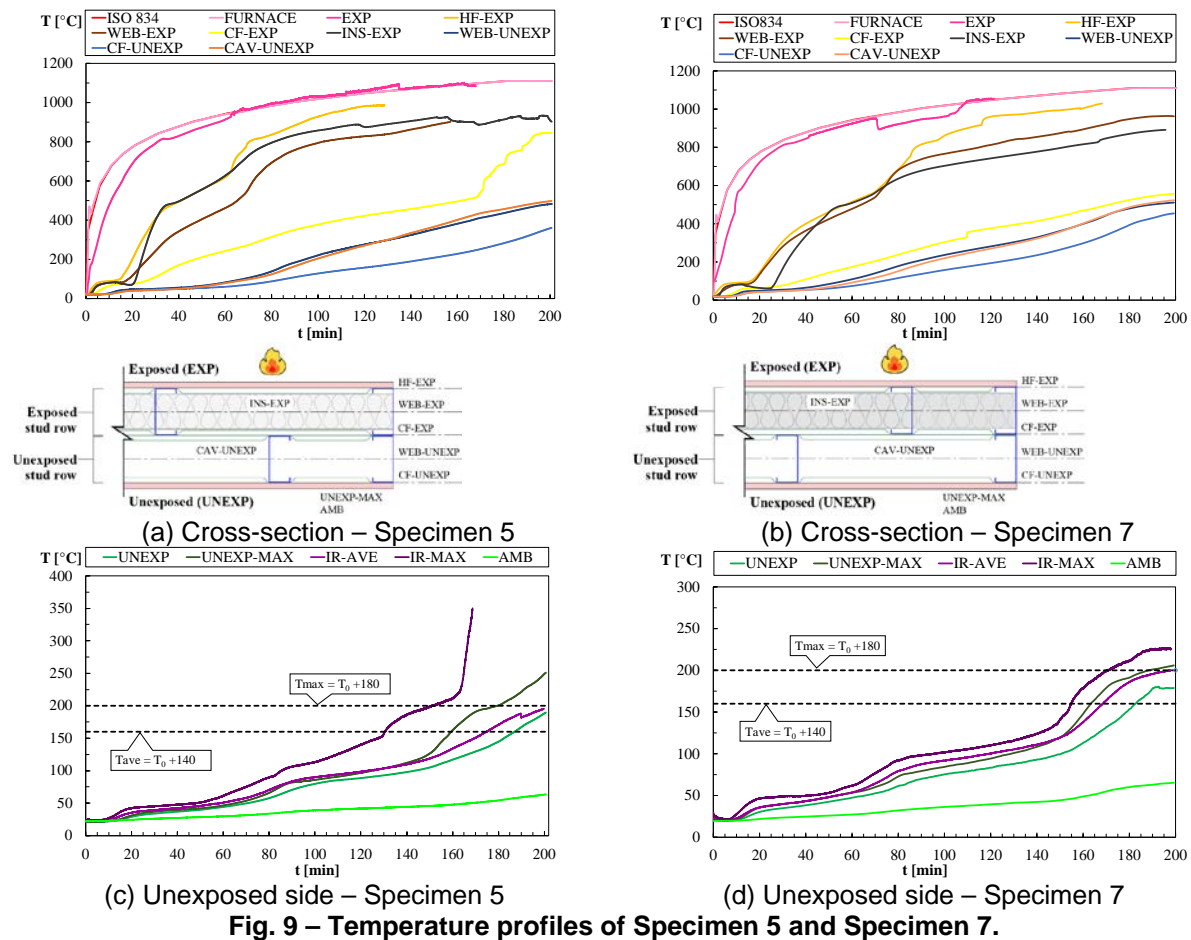 T [°C]
ISO 834 FURNACE EXP HF-EXP
WEB-EXP CF-EXP INS-EXP WEB-UNEXP
CF-UNEXP CAV-UNEXP
1200
1000
800
600
400
200
0
0 20 40 60 80 100 120 140 160 180 200
t [min]
Exposed (EXP)
HF-EXP
INS-EXP
WEB-EXP
Exposed
stud row
CF-EXP
CAV-UNEXP
WEB-UNEXP
Unexposed
stud row
CF-UNEXP
Unexposed (UNEXP)
UNEXP-MAX
AMB
(a) Cross-section – Specimen 5
T [°C]
ISO834 FURNACE EXP HF-EXP
WEB-EXP CF-EXP INS-EXP WEB-UNEXP
CF-UNEXP CAV-UNEXP
1200
1000
800
600
400
200
0
0 20 40 60 80 100 120 140 160 180 200
t [min]
Exposed (EXP)
HF-EXP
INS-EXP
WEB-EXP
Exposed
stud row
CF-EXP
CAV-UNEXP
WEB-UNEXP
Unexposed
stud row
CF-UNEXP
Unexposed (UNEXP)
UNEXP-MAX
AMB
(b) Cross-section – Specimen 7
T [°C]
UNEXP UNEXP-MAX IR-AVE IR-MAX AMB
400
350
300
250
200
150
100
50
0
Tmax = T₀ +180
Tave = T₀ +140
0 20 40 60 80 100 120 140 160 180 200
t [min]
(c) Unexposed side – Specimen 5
T [°C]
UNEXP UNEXP-MAX IR-AVE IR-MAX AMB
300
250
200
150
100
50
0
Tmax = T₀ +180
Tave = T₀ +140
0 20 40 60 80 100 120 140 160 180 200
t [min]
(d) Unexposed side – Specimen 7
Fig. 9 – Temperature profiles of Specimen 5 and Specimen 7.